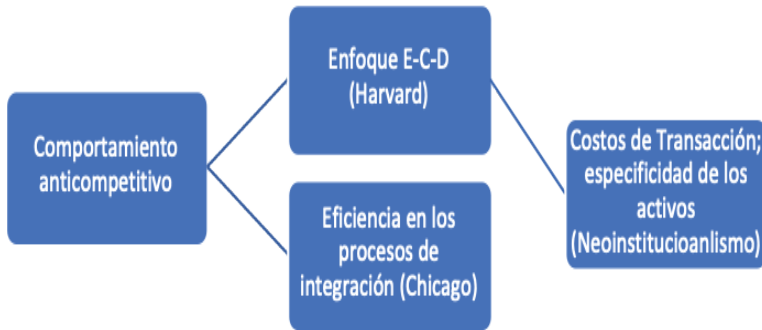 Comportamiento
anticompetitivo
Enfoque E-C-D
(Harvard)
Eficiencia en los
procesos de
integración (Chicago)
Costos de Transacción;
especificidad de los
activos
(Neoinstitucioanlismo)